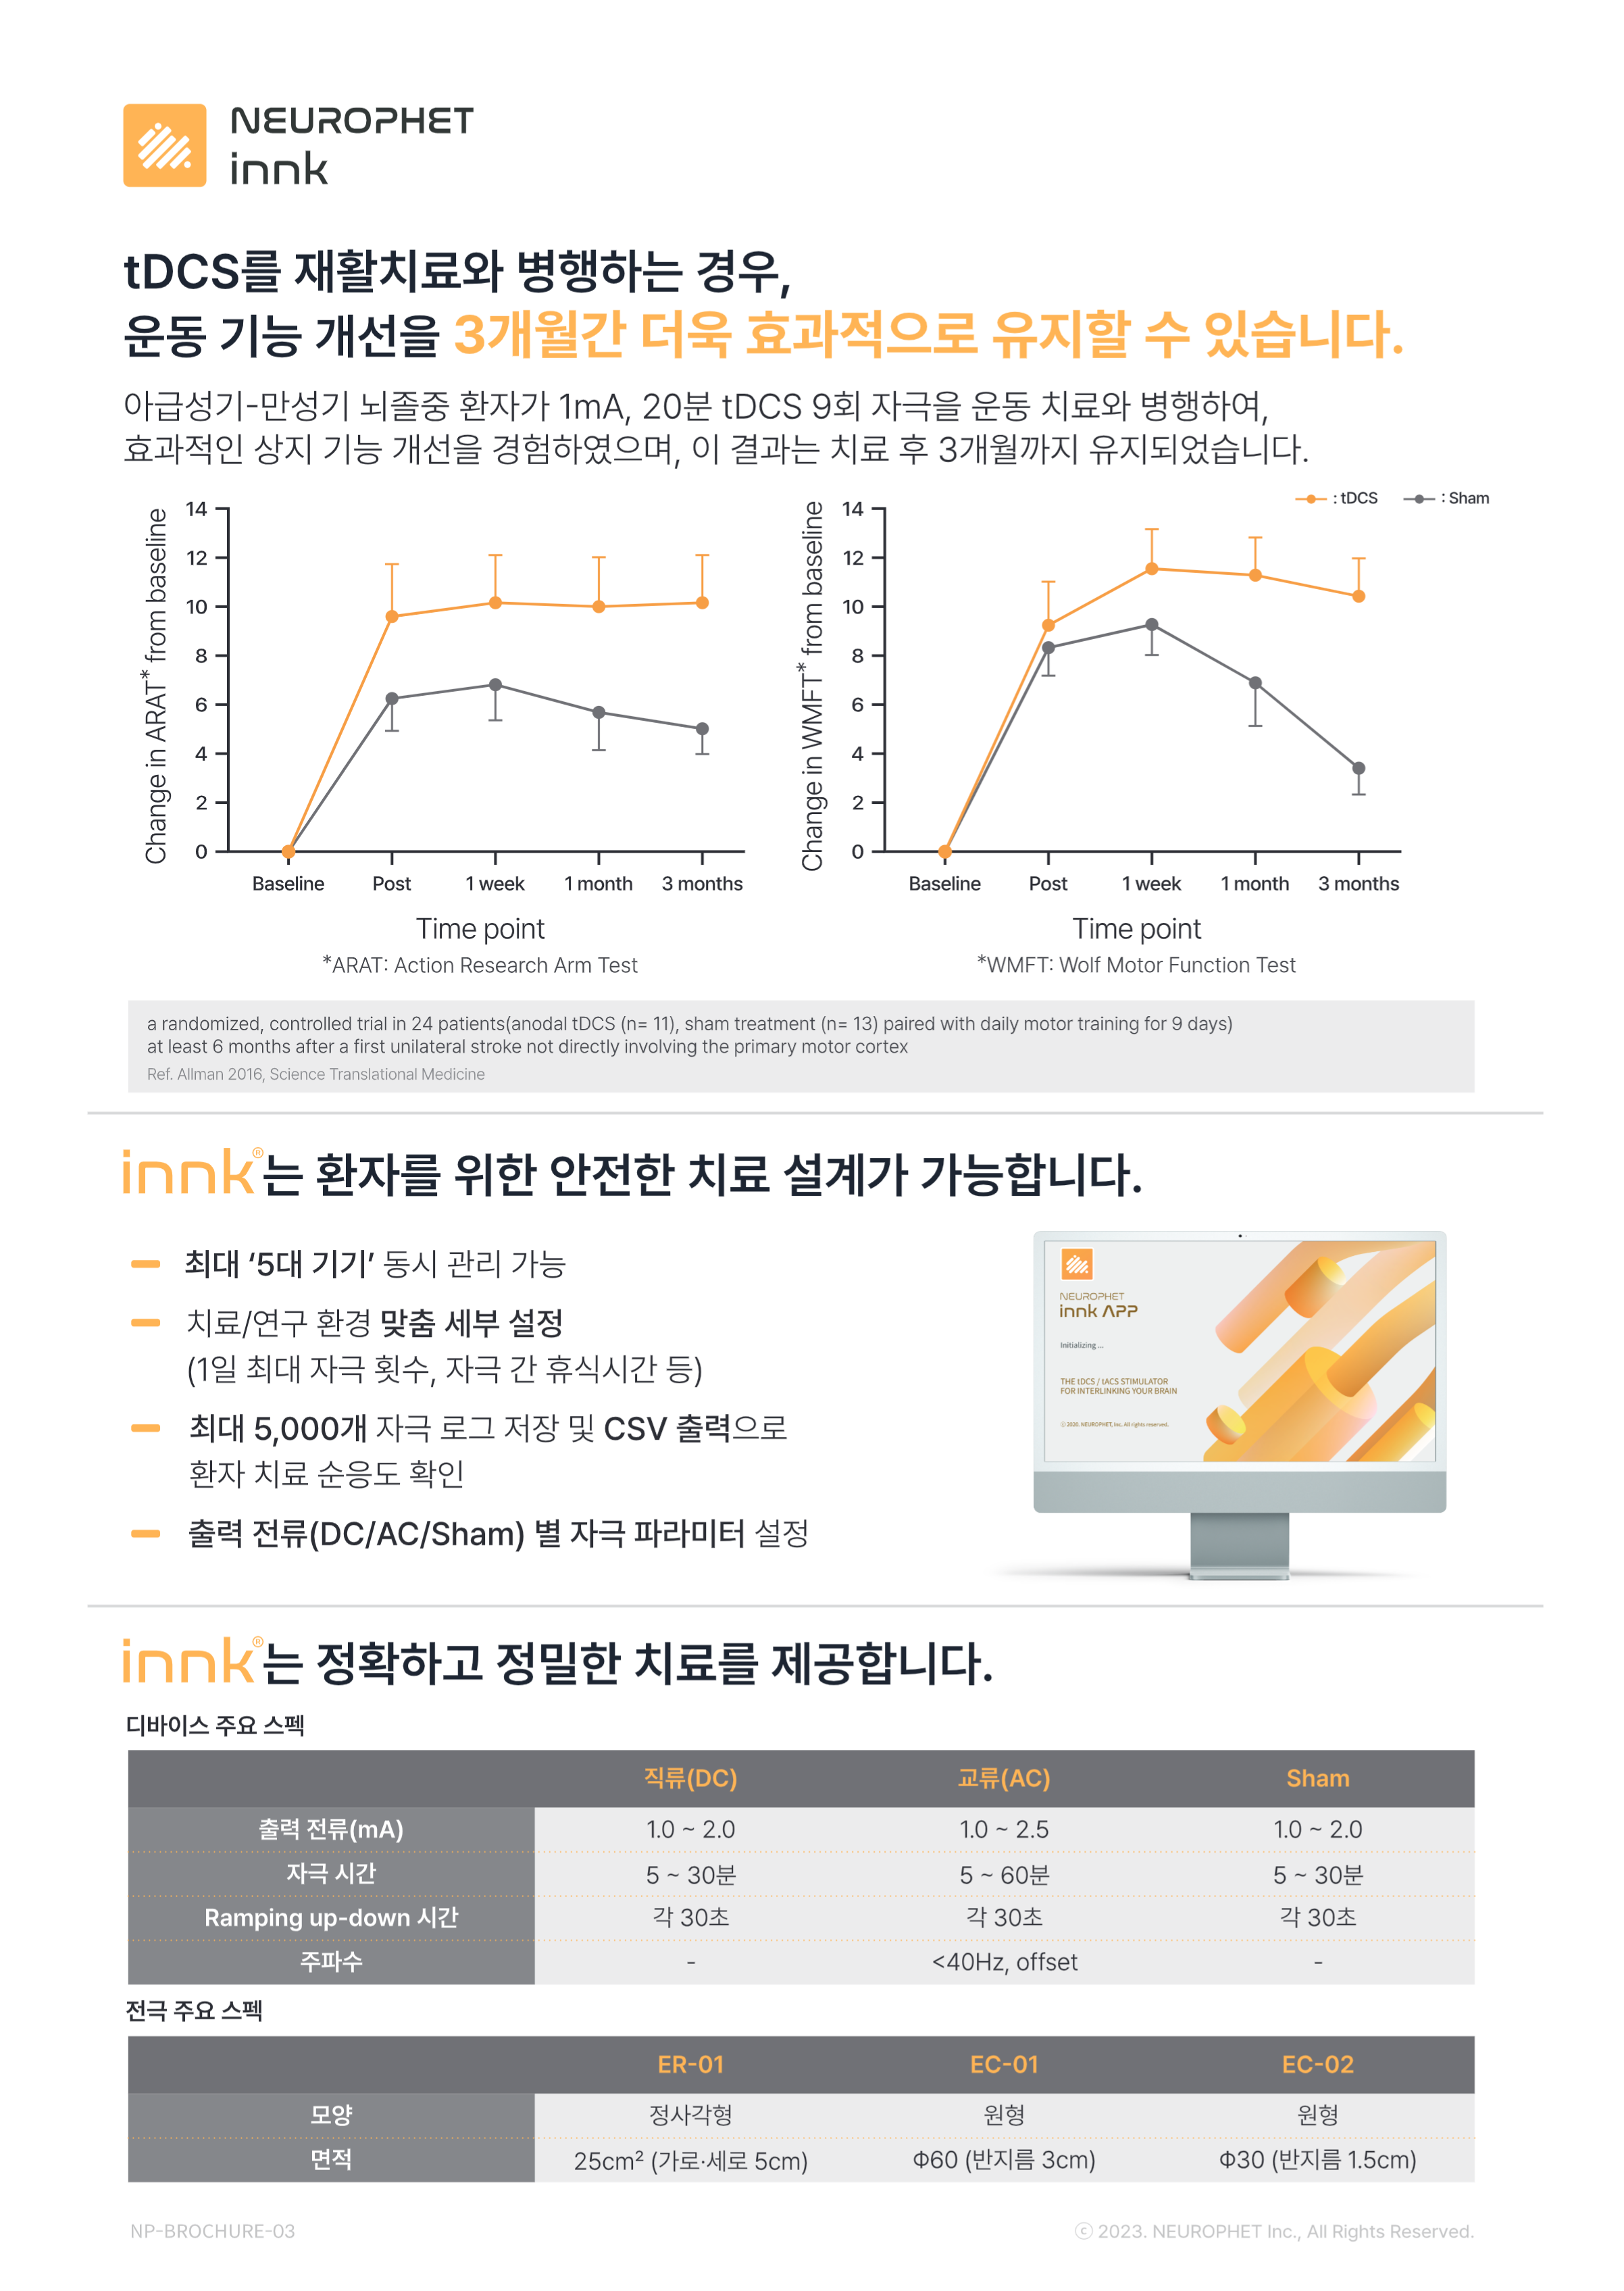 NEUROPHET
innk
tDCS를 재활치료와 병행하는 경우,
운동 기능 개선을 3개월간 더욱 효과적으로 유지할 수 있습니다.
아급성기-만성기 뇌졸중 환자가 1mA, 20분 tDCS 9회 자극을 운동 치료와 병행하여,
효과적인 상지 기능 개선을 경험하였으며, 이 결과는 치료 후 3개월까지 유지되었습니다.
Change in ARAT* from baseline
14
12
10
8
6
4
2
0
Baseline Post 1 week 1 month 3 months
Time point
*ARAT: Action Research Arm Test
: tDCS : Sham
Change in WMFT* from baseline
14
12
10
8
6
4
2
0
Baseline Post 1 week 1 month 3 months
Time point
*WMFT: Wolf Motor Function Test
a randomized, controlled trial in 24 patients(anodal tDCS (n= 11), sham treatment (n= 13) paired with daily motor training for 9 days)
at least 6 months after a first unilateral stroke not directly involving the primary motor cortex
Ref. Allman 2016, Science Translational Medicine
innk®는 환자를 위한 안전한 치료 설계가 가능합니다.
최대 ‘5대 기기’ 동시 관리 가능
치료/연구 환경 맞춤 세부 설정
(1일 최대 자극 횟수, 자극 간 휴식시간 등)
최대 5,000개 자극 로그 저장 및 CSV 출력으로
환자 치료 순응도 확인
출력 전류(DC/AC/Sham) 별 자극 파라미터 설정
NEUROPHET
innk APP
Initializing ...
THE tDCS / tACS STIMULATOR
FOR INTERLINKING YOUR BRAIN
ⓒ 2020. NEUROPHET, Inc. All rights reserved.
innk®는 정확하고 정밀한 치료를 제공합니다.
디바이스 주요 스펙
직류(DC) 교류(AC) Sham
출력 전류(mA) 1.0 ~ 2.0 1.0 ~ 2.5 1.0 ~ 2.0
자극 시간 5 ~ 30분 5 ~ 60분 5 ~ 30분
Ramping up-down 시간 각 30초 각 30초 각 30초
주파수 - <40Hz, offset -
전극 주요 스펙
ER-01 EC-01 EC-02
모양 정사각형 원형 원형
면적 25cm² (가로·세로 5cm) Φ60 (반지름 3cm) Φ30 (반지름 1.5cm)
NP-BROCHURE-03
ⓒ 2023. NEUROPHET Inc., All Rights Reserved.